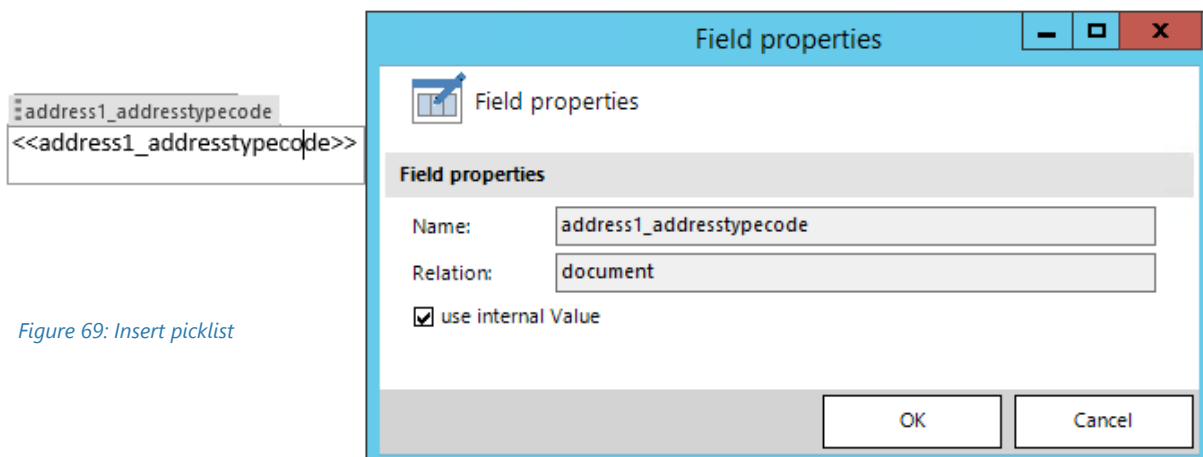 address1_addresstypecode
<<address1_addresstypecode>>
Figure 69: Insert picklist
Field properties
Field properties
Field properties
Name: address1_addresstypecode
Relation: document
use internal Value
OK Cancel